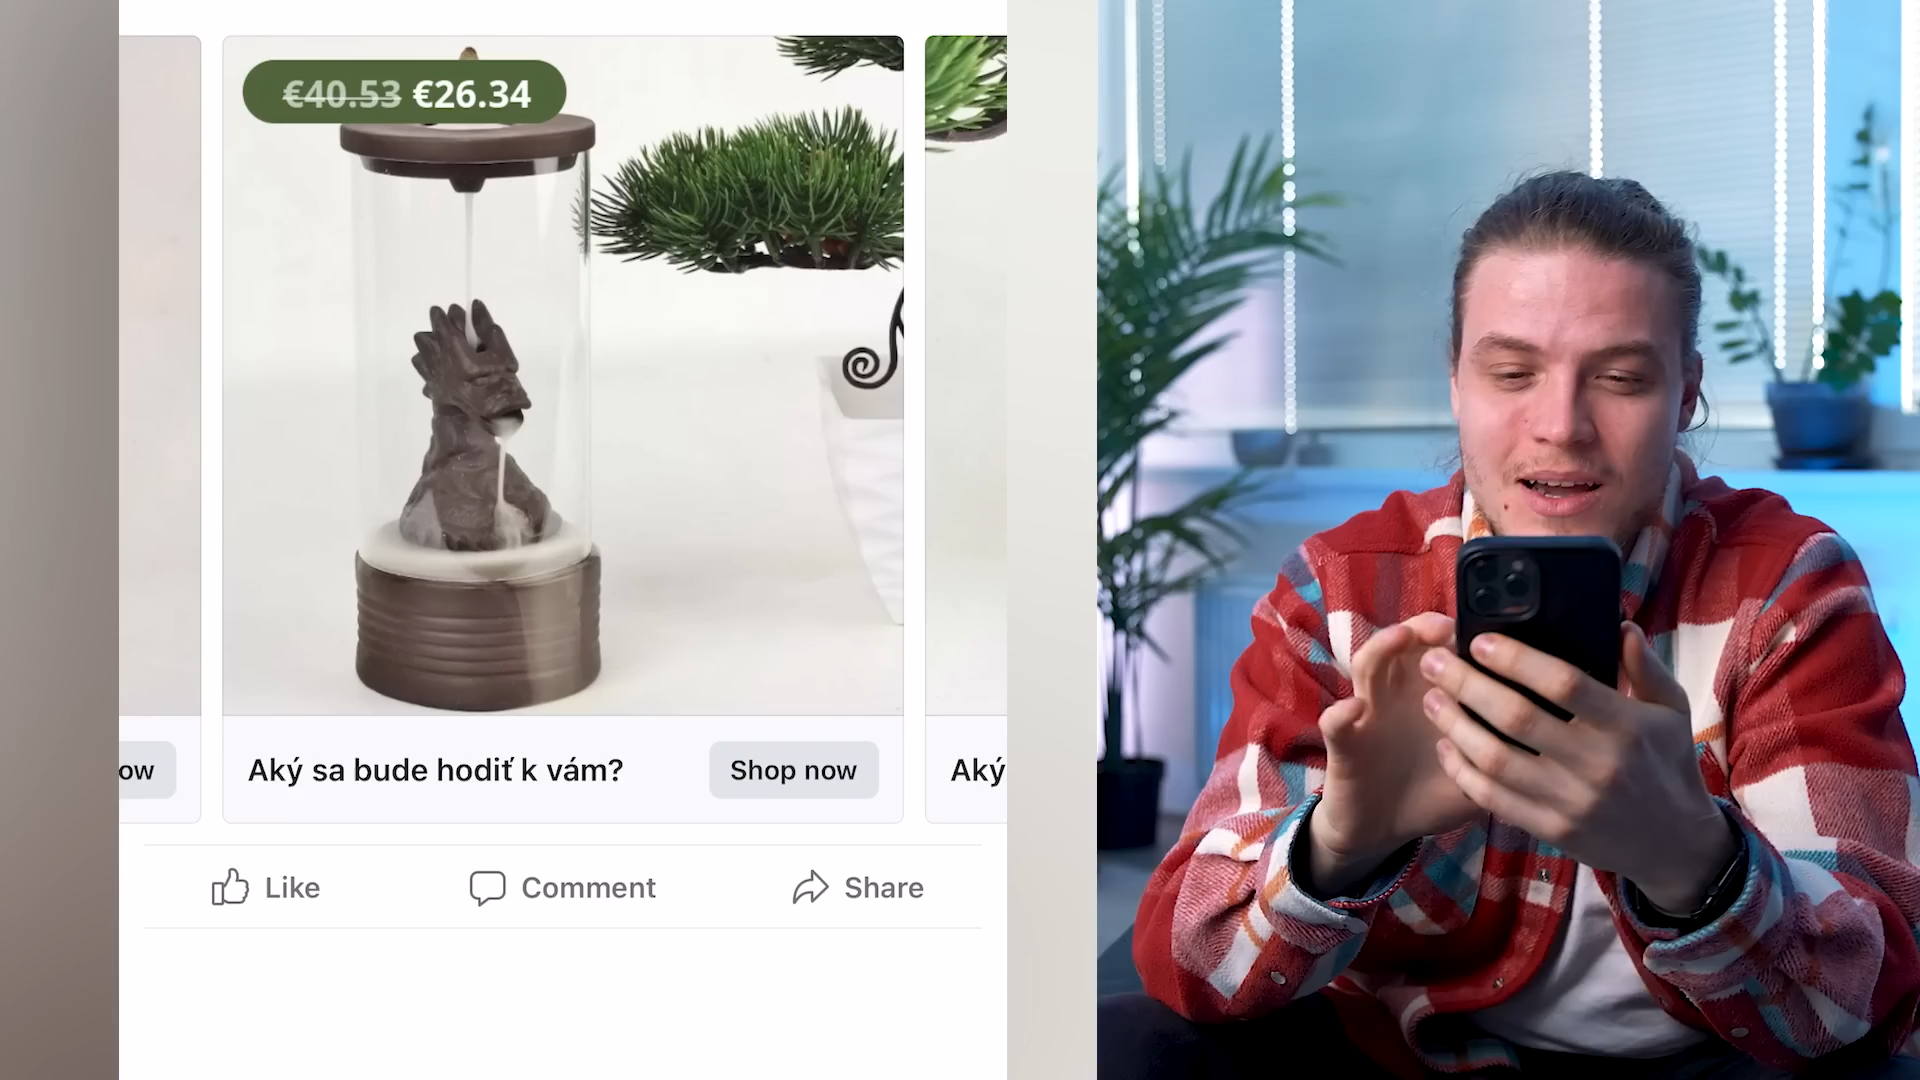 €40.53 €26.34
ow
Aký sa bude hodiť k vám?
Shop now
Aký
Like
Comment
Share